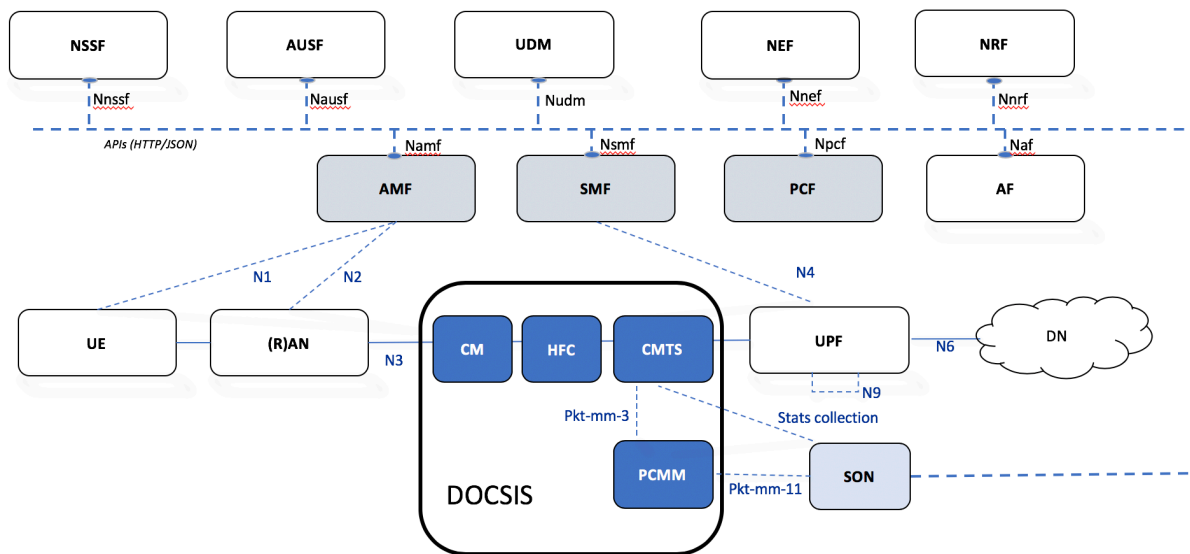 NSSF
AUSF
UDM
NEF
NRF
Nnssf
Nausf
Nudm
Nnef
Nnrf
APIs (HTTP/JSON)
Namf
Nsmf
Npcf
Naf
AMF
SMF
PCF
AF
N1
N2
N4
UE
(R)AN
N3
CM
HFC
CMTS
UPF
N6
DN
N9
Pkt-mm-3
Stats collection
PCMM
SON
Pkt-mm-11
DOCSIS